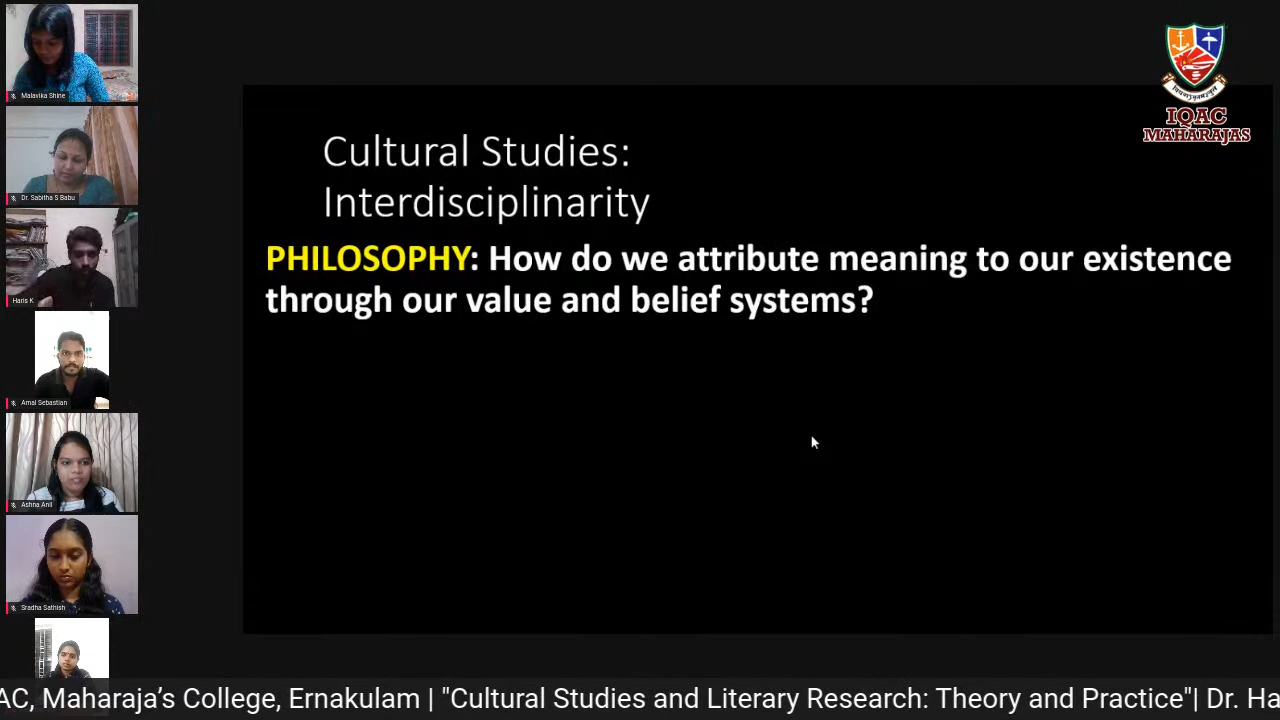 Malavika Shine
Dr. Sabitha S Babu
Haris K
Amal Sebastian
Ashna Anil
Sradha Sathish
IQAC
MAHARAJAS
Cultural Studies:
Interdisciplinarity
PHILOSOPHY: How do we attribute meaning to our existence
through our value and belief systems?
AC, Maharaja’s College, Ernakulam | "Cultural Studies and Literary Research: Theory and Practice"| Dr. Ha